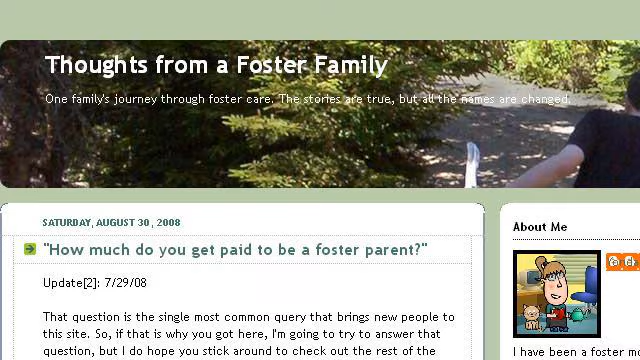 Thoughts from a Foster Family
One family's journey through foster care. The stories are true, but all the names are changed.
SATURDAY, AUGUST 30, 2008
"How much do you get paid to be a foster parent?"
Update[2]: 7/29/08
That question is the single most common query that brings new people to
this site. So, if that is why you got here, I'm going to try to answer that
question, but I do hope you stick around to check out the rest of the
About Me
I have been a foster